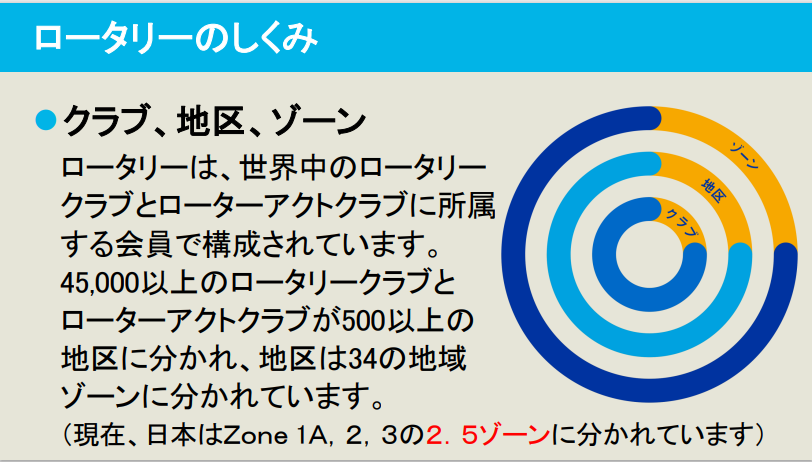 ロータリーのしくみ
●クラブ、地区、ゾーン
ロータリーは、世界中のロータリー
クラブとローターアクトクラブに所属
する会員で構成されています。
45,000以上のロータリークラブと
ローターアクトクラブが500以上の
地区に分かれ、地区は34の地域
ゾーンに分かれています。
（現在、日本はZone 1A，２，３の２．５ゾーンに分かれています）
ゾーン
地区
クラブ